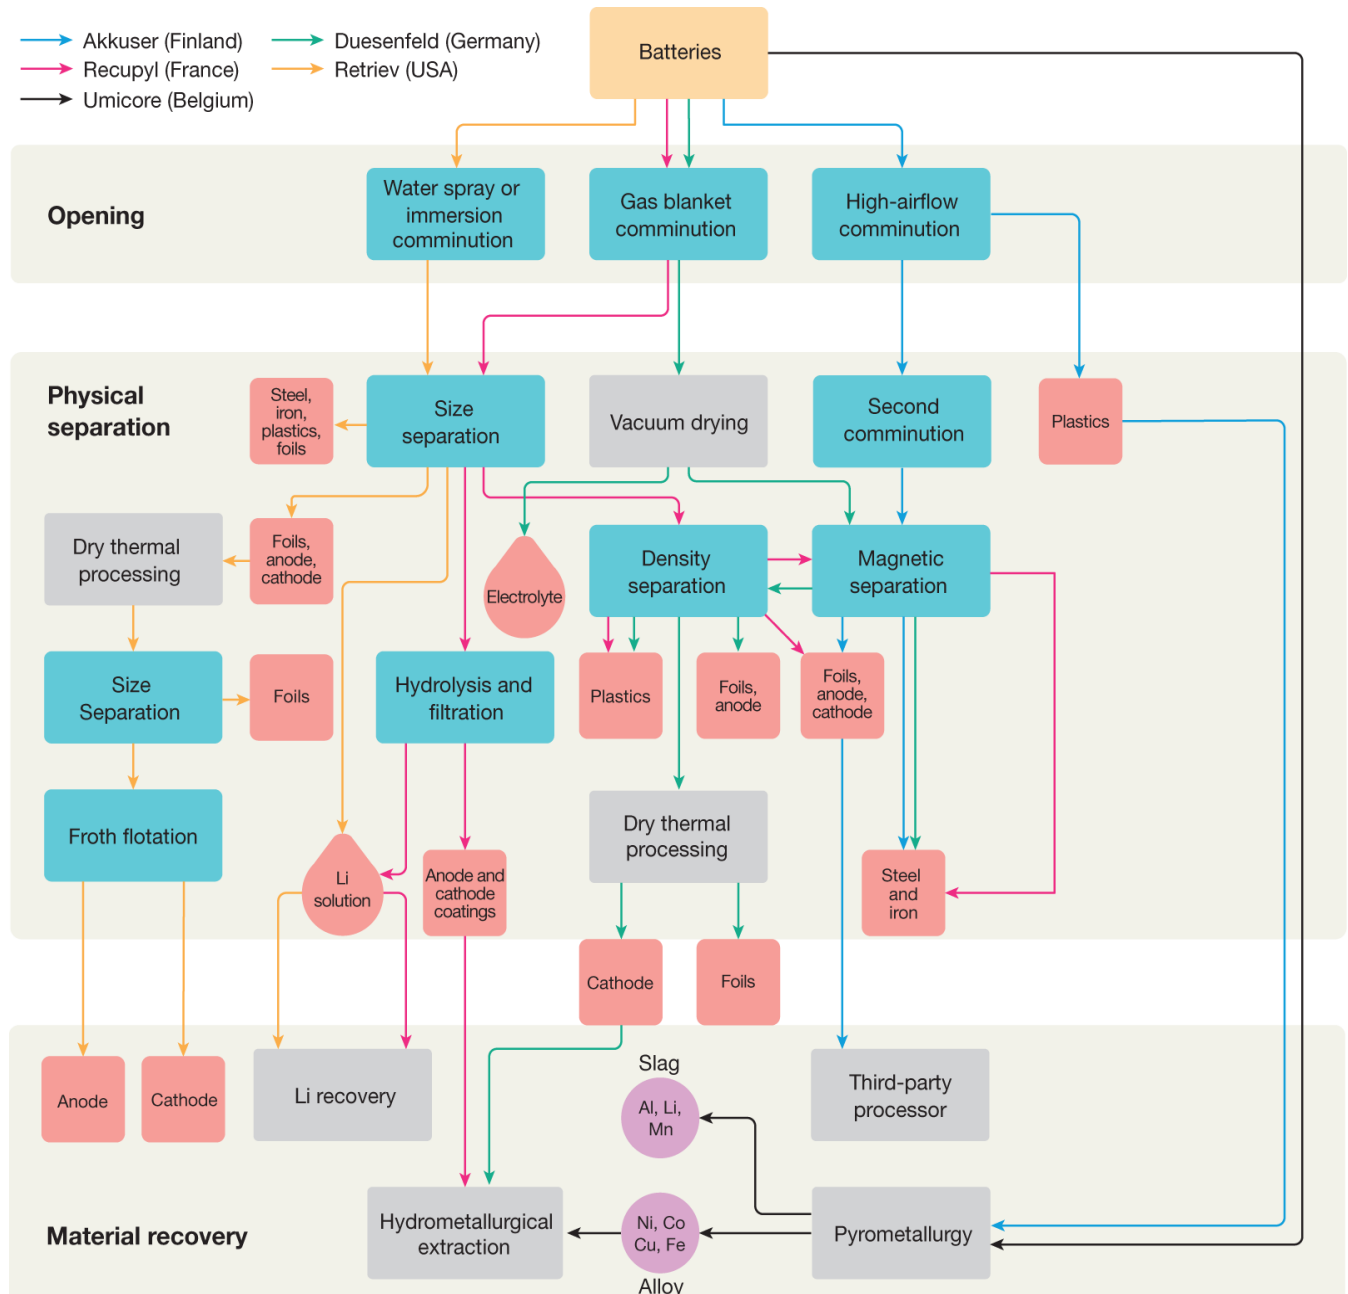 Akkuser (Finland)
Duesenfeld (Germany)
Recupyl (France)
Retriev (USA)
Umicore (Belgium)
Batteries
Opening
Water spray or
immersion
comminution
Gas blanket
comminution
High-airflow
comminution
Physical
separation
Steel,
iron,
plastics,
foils
Size
separation
Vacuum drying
Second
comminution
Plastics
Dry thermal
processing
Foils,
anode,
cathode
Electrolyte
Density
separation
Magnetic
separation
Size
Separation
Foils
Hydrolysis and
filtration
Plastics
Foils,
anode
Foils,
anode,
cathode
Froth flotation
Li
solution
Anode and
cathode
coatings
Dry thermal
processing
Steel
and
iron
Cathode
Foils
Anode
Cathode
Li recovery
Slag
Al, Li,
Mn
Third-party
processor
Material recovery
Hydrometallurgical
extraction
Ni, Co
Cu, Fe
Alloy
Pyrometallurgy